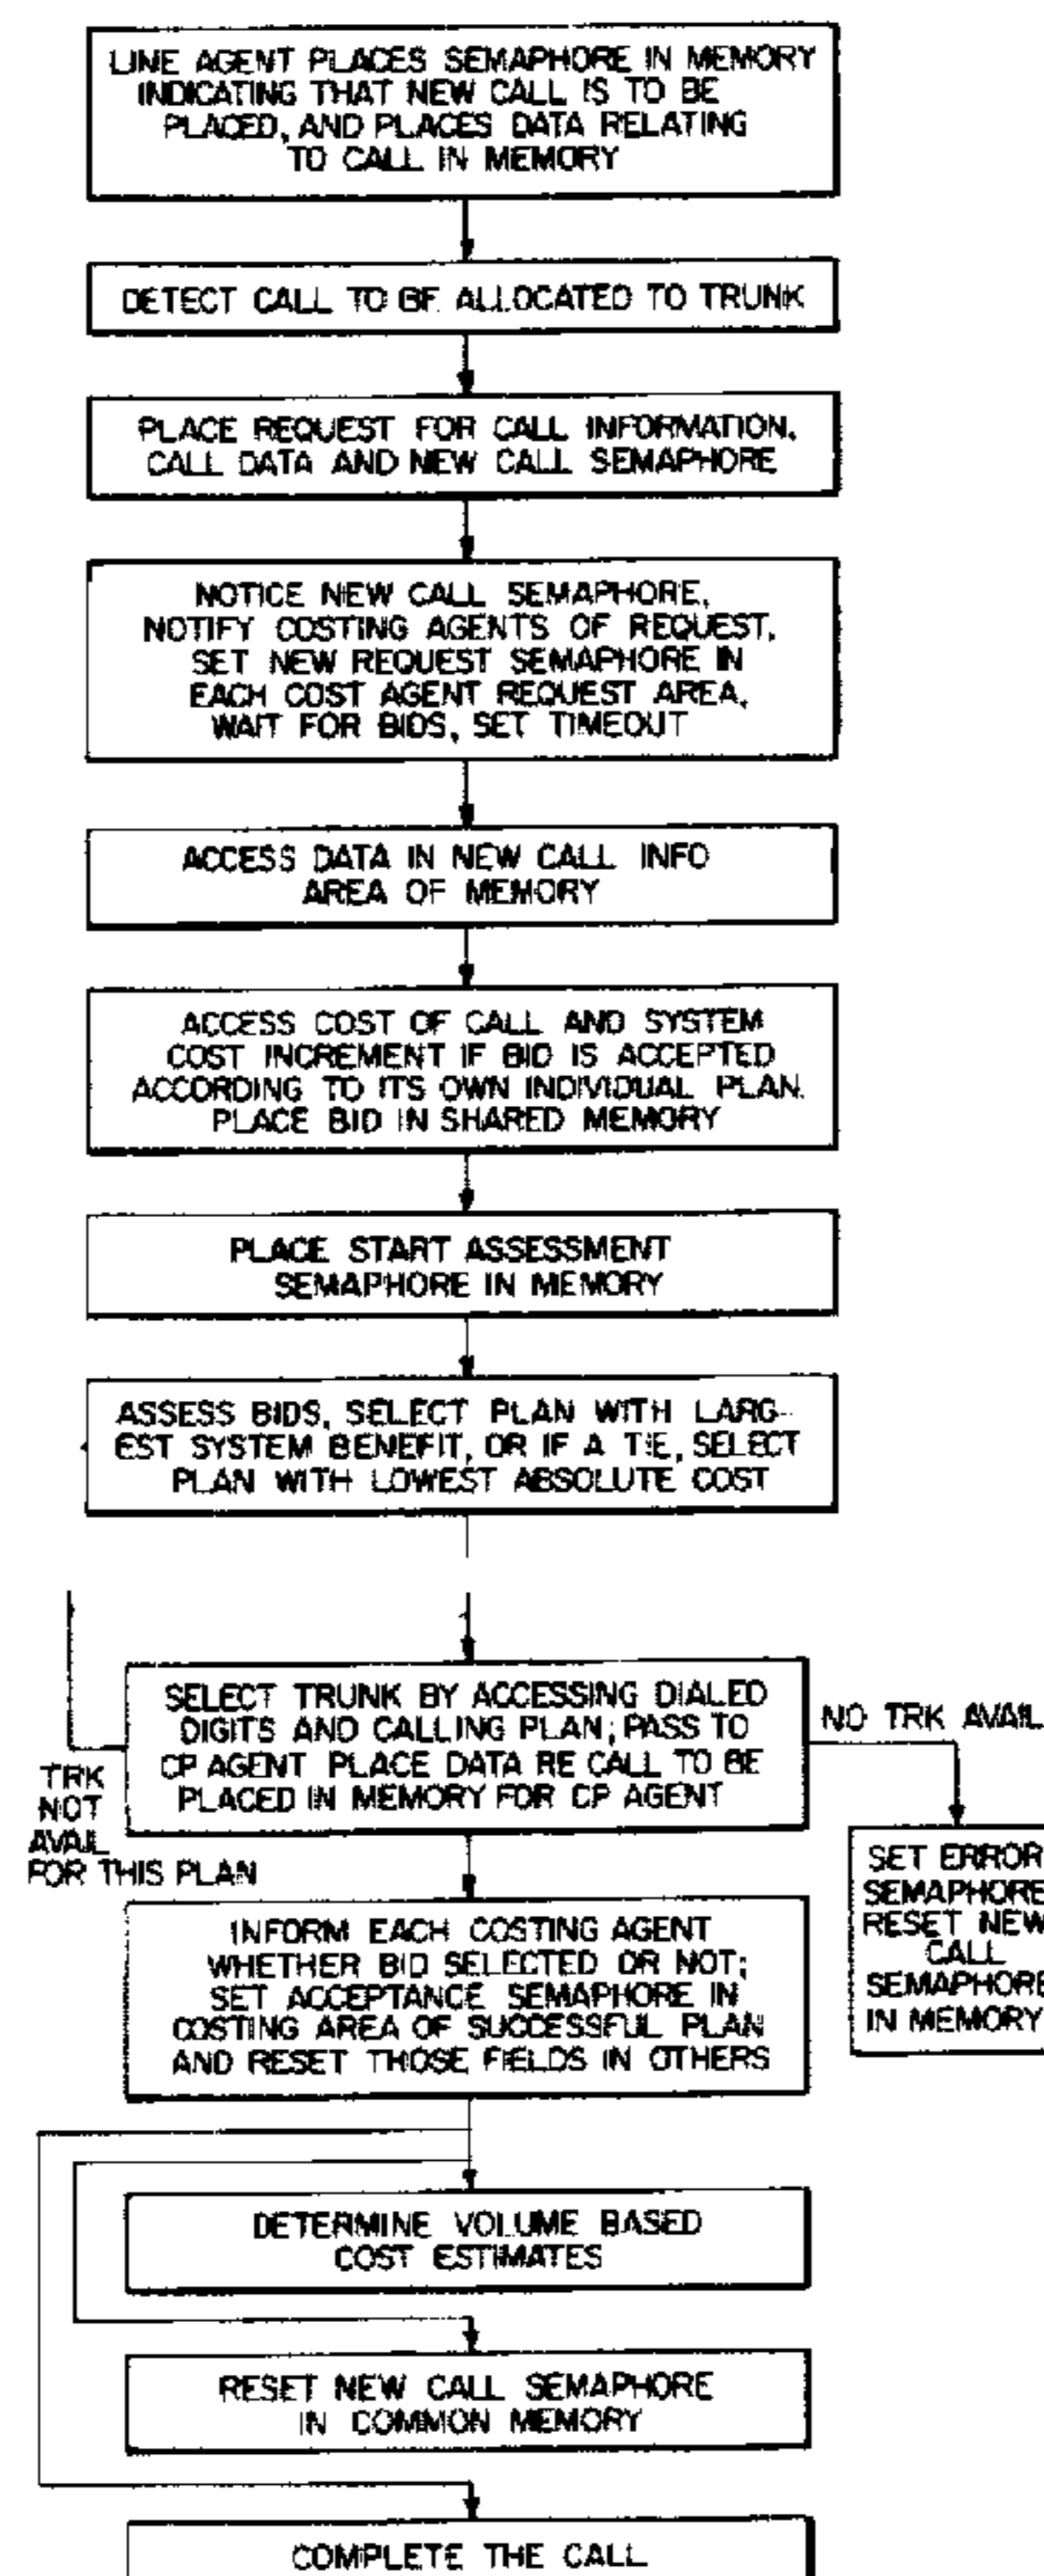 LINE AGENT PLACES SEMAPHORE IN MEMORY
INDICATING THAT NEW CALL IS TO BE
PLACED, AND PLACES DATA RELATING
TO CALL IN MEMORY
DETECT CALL TO BE ALLOCATED TO TRUNK
PLACE REQUEST FOR CALL INFORMATION,
CALL DATA AND NEW CALL SEMAPHORE
NOTICE NEW CALL SEMAPHORE,
NOTIFY COSTING AGENTS OF REQUEST,
SET NEW REQUEST SEMAPHORE IN
EACH COST AGENT REQUEST AREA,
WAIT FOR BIDS, SET TIMEOUT
ACCESS DATA IN NEW CALL INFO
AREA OF MEMORY
ACCESS COST OF CALL AND SYSTEM
COST INCREMENT IF BID IS ACCEPTED
ACCORDING TO ITS OWN INDIVIDUAL PLAN.
PLACE BID IN SHARED MEMORY
PLACE START ASSESSMENT
SEMAPHORE IN MEMORY
ASSESS BIDS, SELECT PLAN WITH LARG-
EST SYSTEM BENEFIT, OR IF A TIE, SELECT
PLAN WITH LOWEST ABSOLUTE COST
SELECT TRUNK BY ACCESSING DIALED
DIGITS AND CALLING PLAN; PASS TO
CP AGENT PLACE DATA RE CALL TO BE
PLACED IN MEMORY FOR CP AGENT
NO TRK AVAIL
TRK
NOT
AVAIL
FOR THIS PLAN
SET ERROR
SEMAPHORE
RESET NEW
CALL
SEMAPHORE
IN MEMORY
INFORM EACH COSTING AGENT
WHETHER BID SELECTED OR NOT;
SET ACCEPTANCE SEMAPHORE IN
COSTING AREA OF SUCCESSFUL PLAN
AND RESET THOSE FIELDS IN OTHERS
DETERMINE VOLUME BASED
COST ESTIMATES
RESET NEW CALL SEMAPHORE
IN COMMON MEMORY
COMPLETE THE CALL